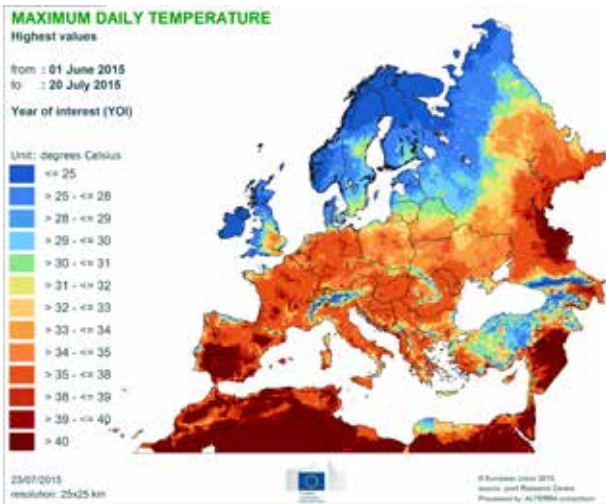 MAXIMUM DAILY TEMPERATURE
Highest values
from : 01 June 2015
to : 20 July 2015
Year of interest (YOI)
Unit: degrees Celsius
<= 25
> 25 - <= 28
> 28 - <= 29
> 29 - <= 30
> 30 - <= 31
> 31 - <= 32
> 32 - <= 33
> 33 - <= 34
> 34 - <= 35
> 35 - <= 38
> 38 - <= 39
> 39 - <= 40
> 40
23/07/2015
resolution: 25x25 km
© European Union 2015
source: Joint Research Centre
Processed by: ALTERRA consortium